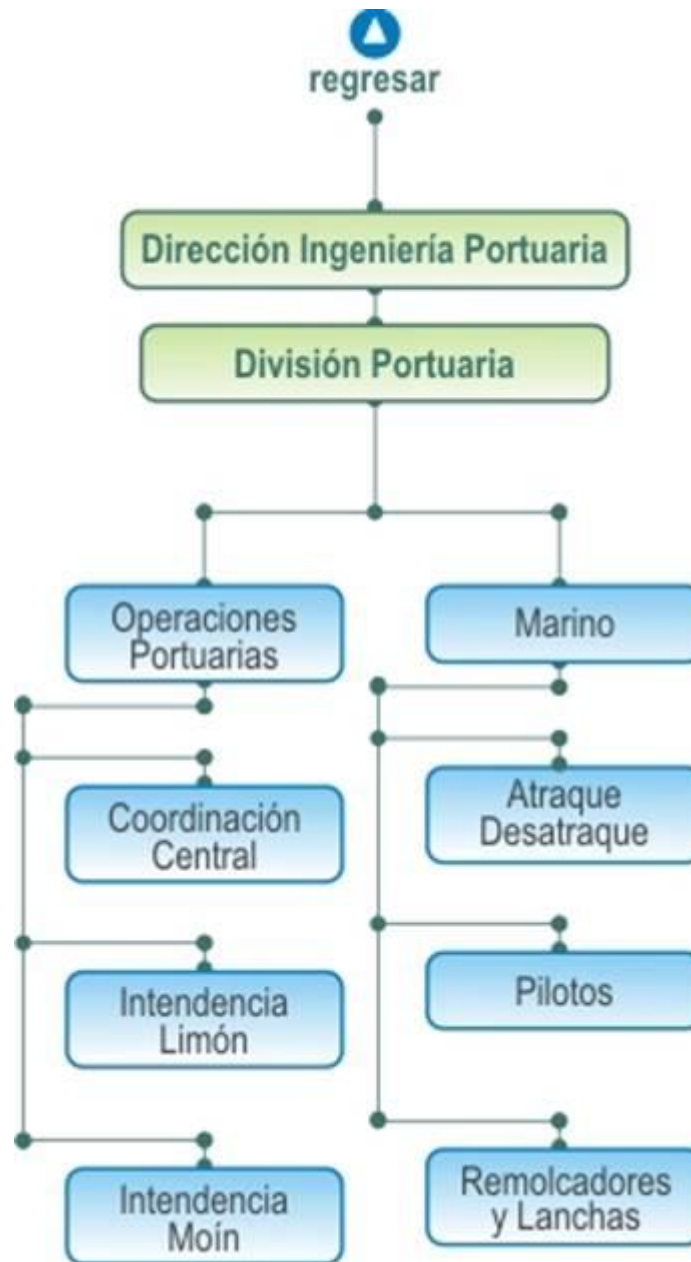 regresar
Dirección Ingeniería Portuaria
División Portuaria
Operaciones
Portuarias
Coordinación
Central
Intendencia
Limón
Intendencia
Moín
Marino
Atraque
Desatraque
Pilotos
Remolcadores
y Lanchas